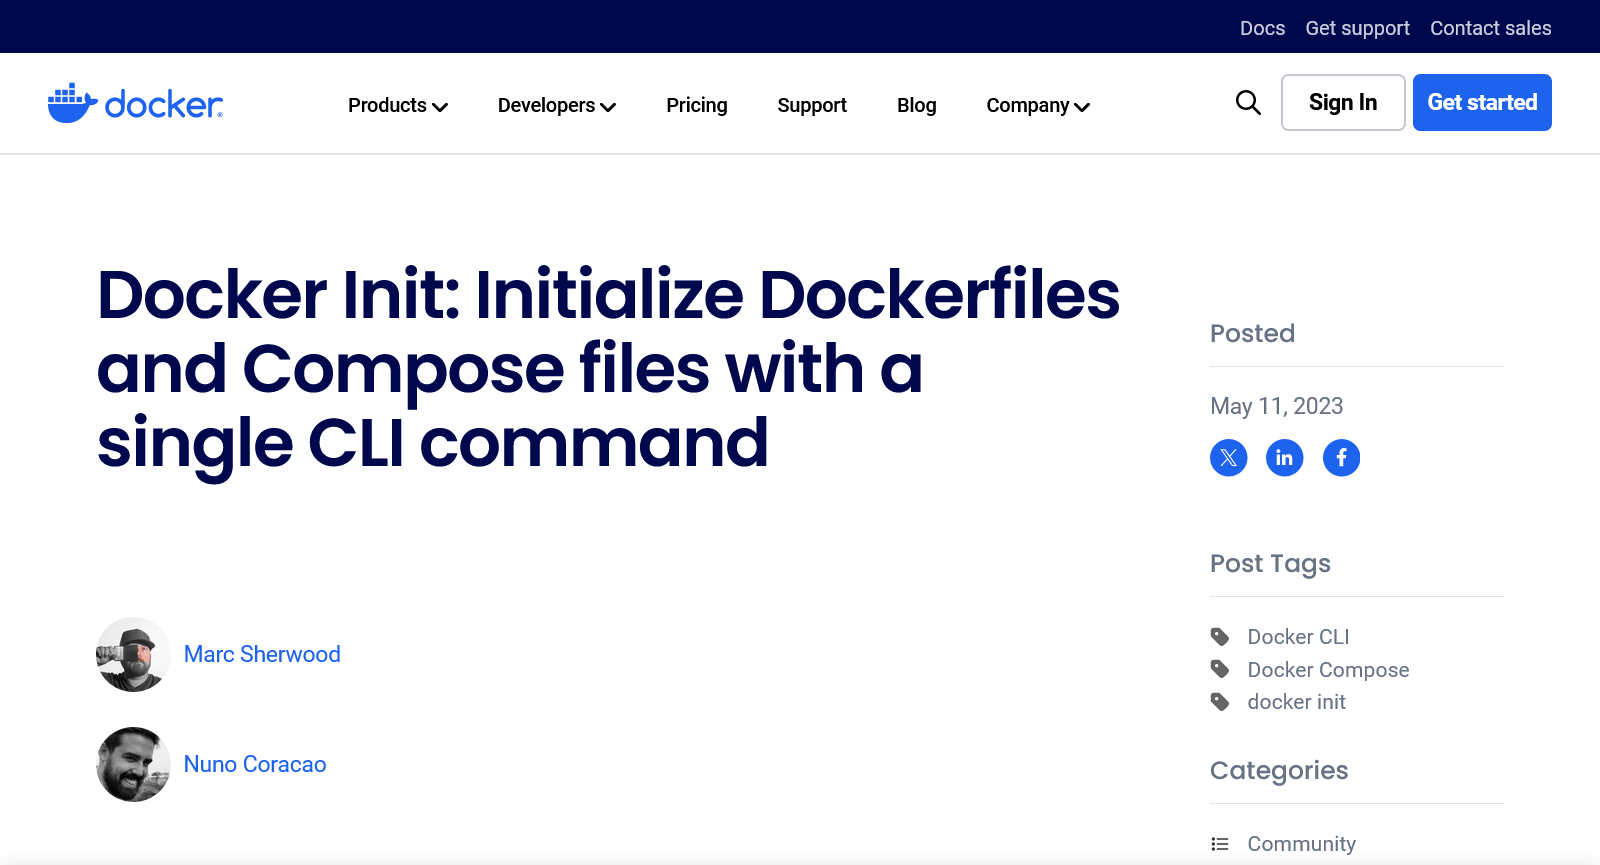 Docs Get support Contact sales
docker
Products Developers Pricing Support Blog Company Sign In Get started
Docker Init: Initialize Dockerfiles
and Compose files with a
single CLI command
Marc Sherwood
Nuno Coracao
Posted
May 11, 2023
Post Tags
Docker CLI
Docker Compose
docker init
Categories
Community